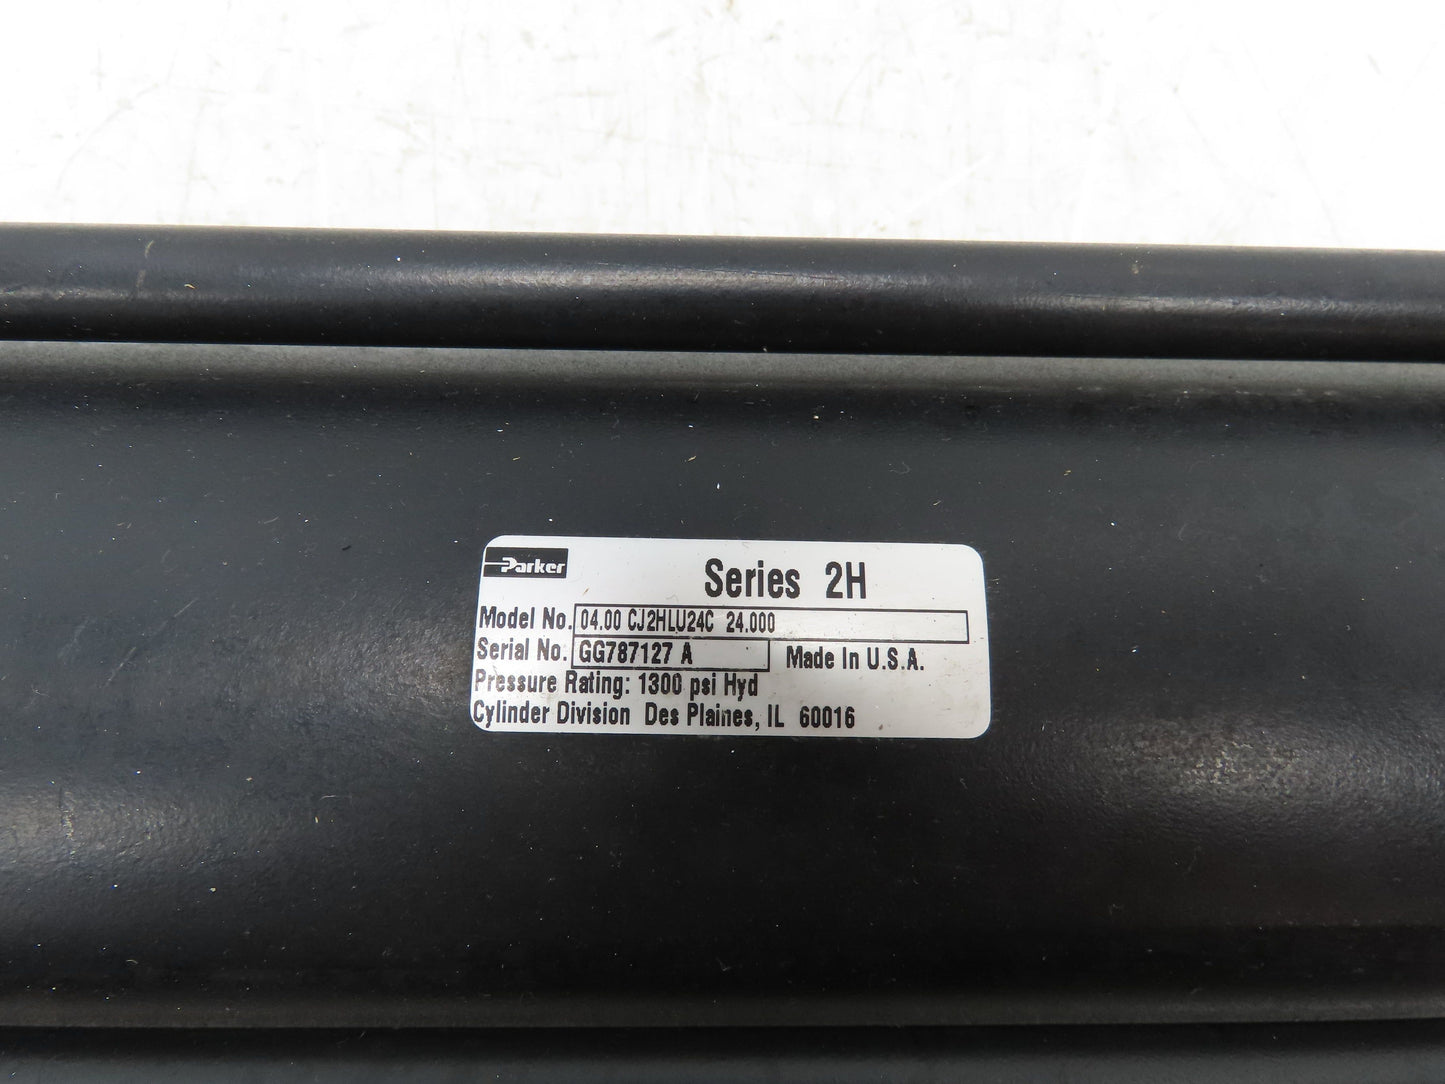 Parker
Series 2H
Model No. 04.00 CJ2HLU24C 24.000
Serial No. GG787127 A Made In U.S.A.
Pressure Rating: 1300 psi Hyd
Cylinder Division Des Plaines, IL 60016